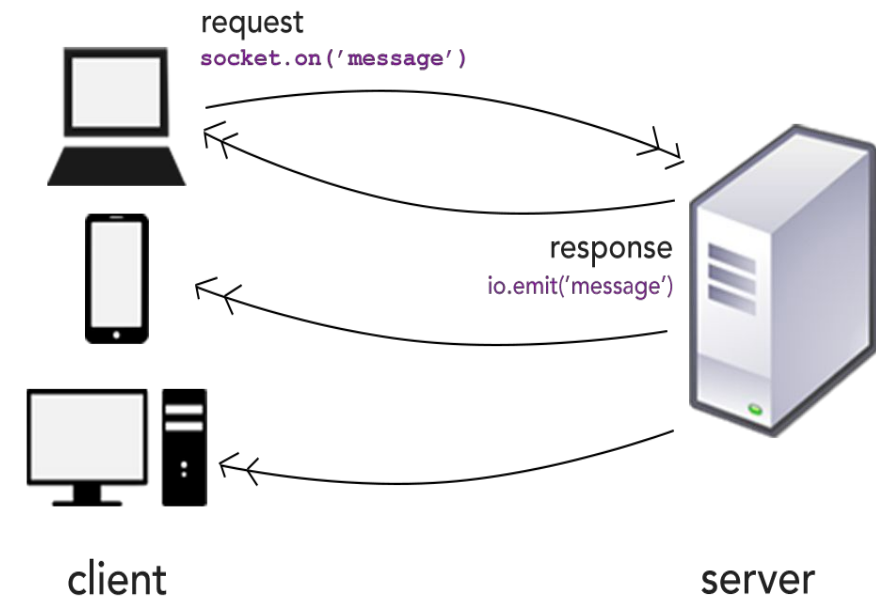 request
socket.on('message')
response
io.emit('message')
client
server